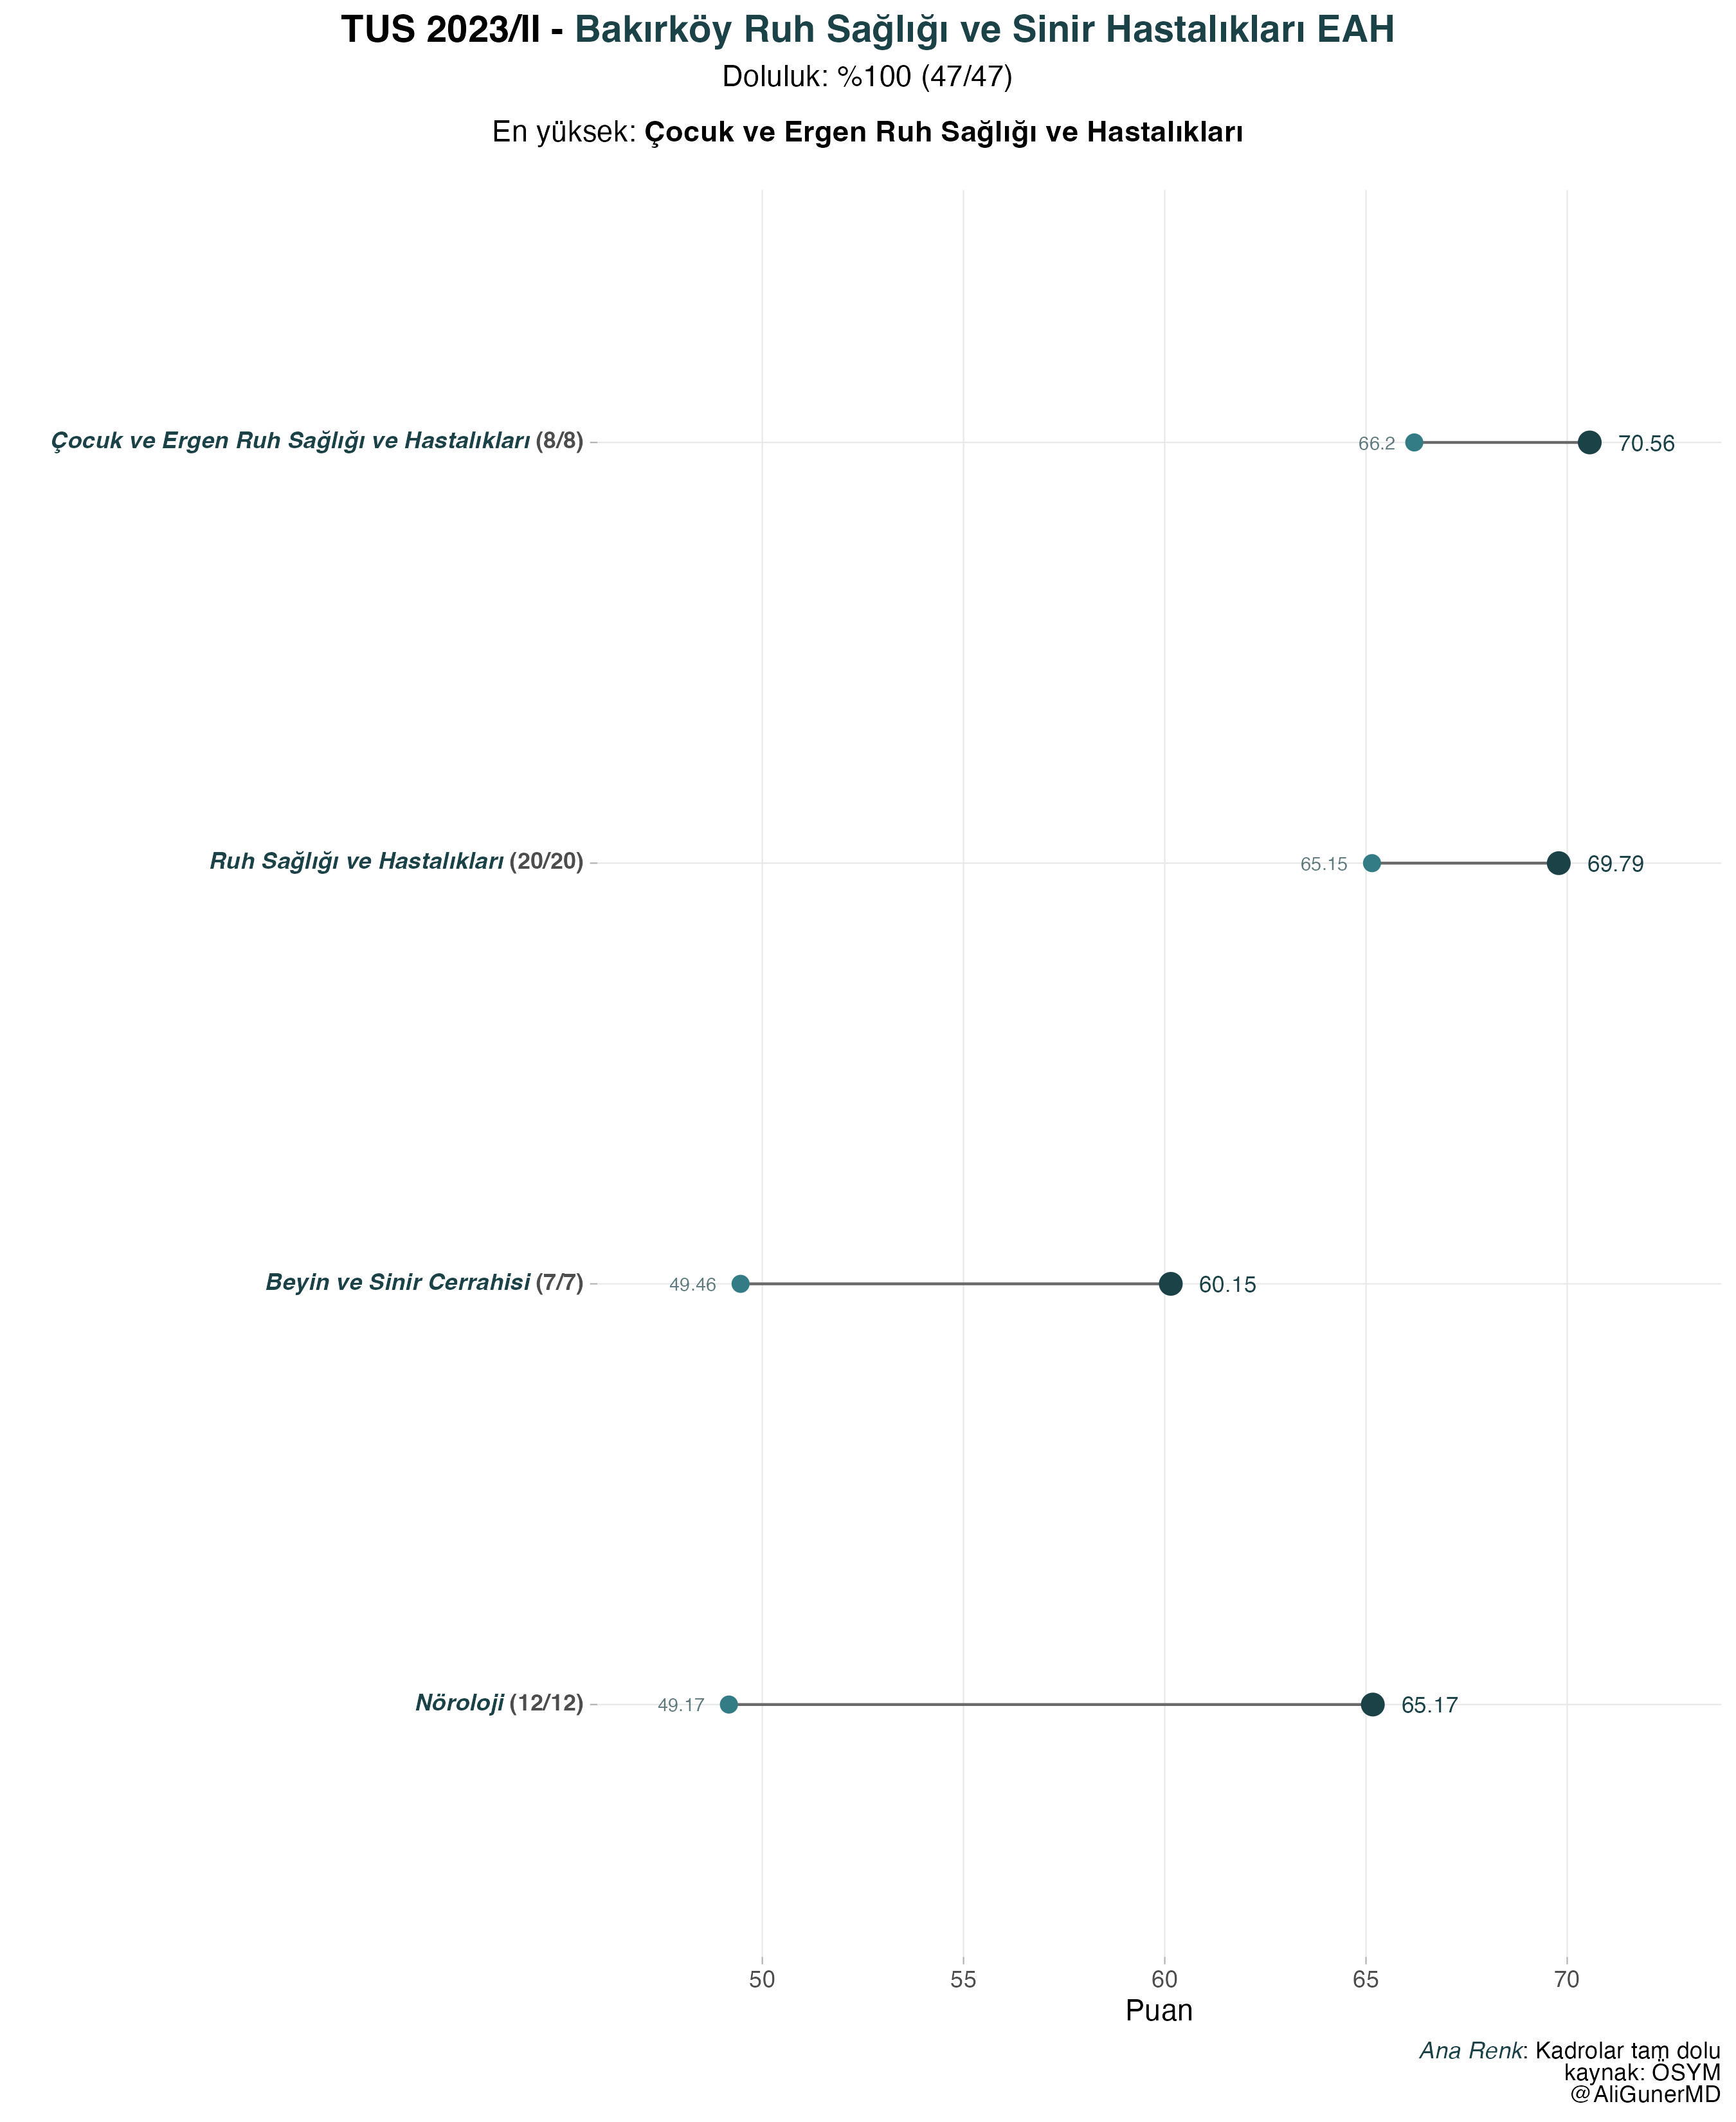 TUS 2023/II - Bakırköy Ruh Sağlığı ve Sinir Hastalıkları EAH
Doluluk: %100 (47/47)
En yüksek: Çocuk ve Ergen Ruh Sağlığı ve Hastalıkları
Çocuk ve Ergen Ruh Sağlığı ve Hastalıkları (8/8) 66.2 70.56
Ruh Sağlığı ve Hastalıkları (20/20) 65.15 69.79
Beyin ve Sinir Cerrahisi (7/7) 49.46 60.15
Nöroloji (12/12) 49.17 65.17
50 55 60 65 70
Puan
Ana Renk: Kadrolar tam dolu
kaynak: ÖSYM
@AliGunerMD